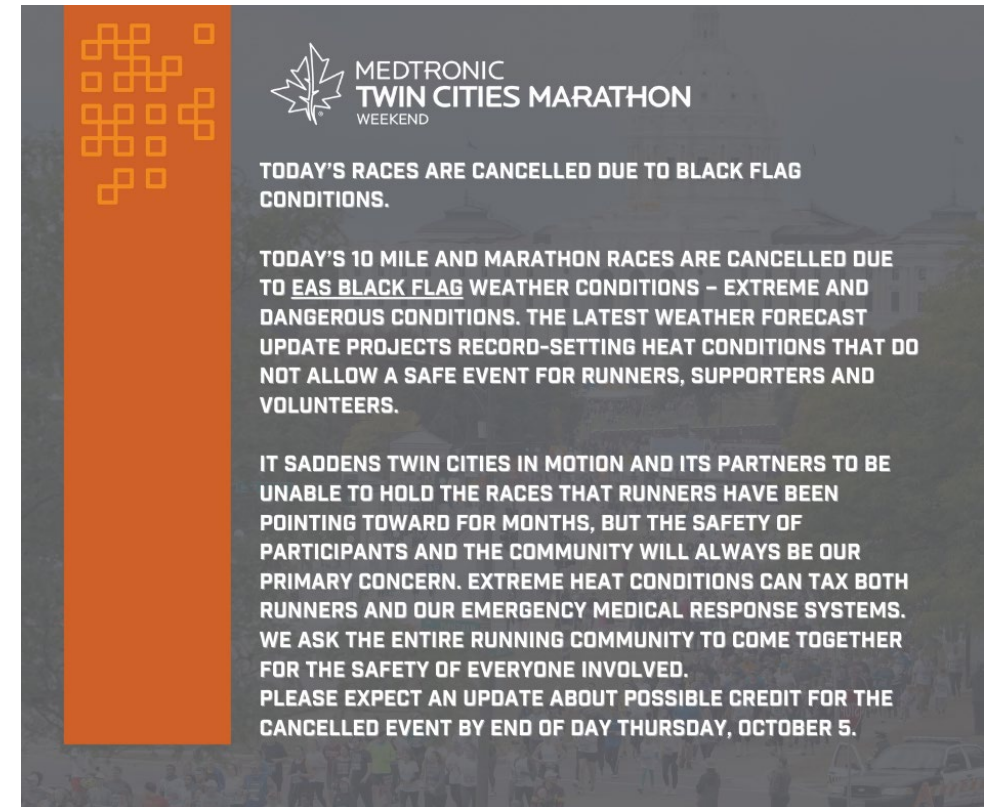 MEDTRONIC
TWIN CITIES MARATHON
WEEKEND
TODAY'S RACES ARE CANCELLED DUE TO BLACK FLAG
CONDITIONS.
TODAY'S 10 MILE AND MARATHON RACES ARE CANCELLED DUE
TO EAS BLACK FLAG WEATHER CONDITIONS – EXTREME AND
DANGEROUS CONDITIONS. THE LATEST WEATHER FORECAST
UPDATE PROJECTS RECORD-SETTING HEAT CONDITIONS THAT DO
NOT ALLOW A SAFE EVENT FOR RUNNERS, SUPPORTERS AND
VOLUNTEERS.
IT SADDENS TWIN CITIES IN MOTION AND ITS PARTNERS TO BE
UNABLE TO HOLD THE RACES THAT RUNNERS HAVE BEEN
POINTING TOWARD FOR MONTHS, BUT THE SAFETY OF
PARTICIPANTS AND THE COMMUNITY WILL ALWAYS BE OUR
PRIMARY CONCERN. EXTREME HEAT CONDITIONS CAN TAX BOTH
RUNNERS AND OUR EMERGENCY MEDICAL RESPONSE SYSTEMS.
WE ASK THE ENTIRE RUNNING COMMUNITY TO COME TOGETHER
FOR THE SAFETY OF EVERYONE INVOLVED.
PLEASE EXPECT AN UPDATE ABOUT POSSIBLE CREDIT FOR THE
CANCELLED EVENT BY END OF DAY THURSDAY, OCTOBER 5.